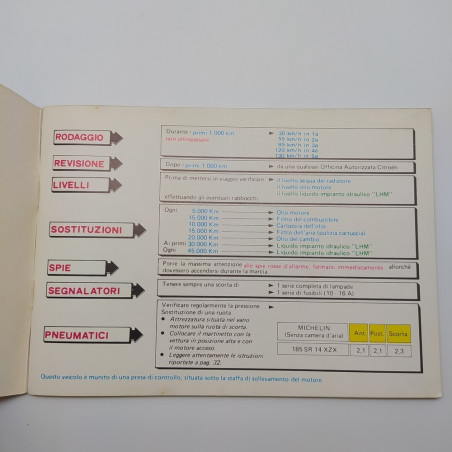 RODAGGIO
Durante i primi 1.000 km
non oltrepassare
30 km/h in 1a
55 km/h in 2a
85 km/h in 3a
120 km/h in 4a
130 km/h in 5a
REVISIONE
Dopo i primi 1.000 km
da una qualsiasi Officina Autorizzata Citroën
LIVELLI
Prima di mettersi in viaggio verificare
il livello acqua del radiatore
il livello olio motore
il livello liquido impianto idraulico "LHM"
effettuando gli eventuali rabbocchi
SOSTITUZIONI
Ogni 5.000 Km Olio motore
15.000 Km Filtro del combustibile
10.000 Km Cartuccia dell'olio
15.000 Km Filtro dell'aria (pulizia cartuccia)
20.000 Km Olio del cambio
Ai primi 30.000 Km Liquido impianto idraulico "LHM"
Ogni 45.000 Km Liquido impianto idraulico "LHM"
SPIE
Porre la massima attenzione alle spie rosse d'allarme, fermarsi immediatamente allorché
dovessero accendersi durante la marcia
SEGNALATORI
Tenere sempre una scorta di
1 serie completa di lampade
1 serie di fusibili (10 - 16 A)
PNEUMATICI
Verificare regolarmente la pressione
Sostituzione di una ruota
Attrezzatura situata nel vano
motore sulla ruota di scorta.
Collocare il martinetto con la
vettura in posizione alta e con
il motore acceso.
Leggere attentamente le istruzioni
riportate a pag. 32.
MICHELIN
(Senza camera d'aria)
Ant. Post. Scorta
185 SR 14 XZX 2,1 2,1 2,3
Questo veicolo è munito di una presa di controllo, situata sotto la staffa di sollevamento del motore